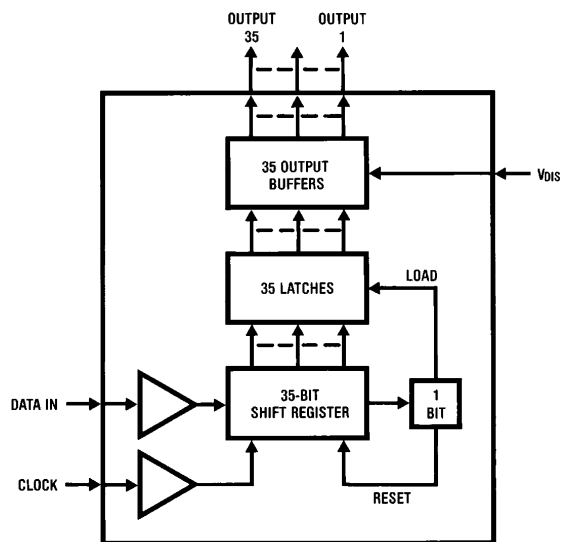 OUTPUT
35
OUTPUT
1
35 OUTPUT
BUFFERS
VDIS
35 LATCHES
LOAD
DATA IN
35-BIT
SHIFT REGISTER
1
BIT
CLOCK
RESET